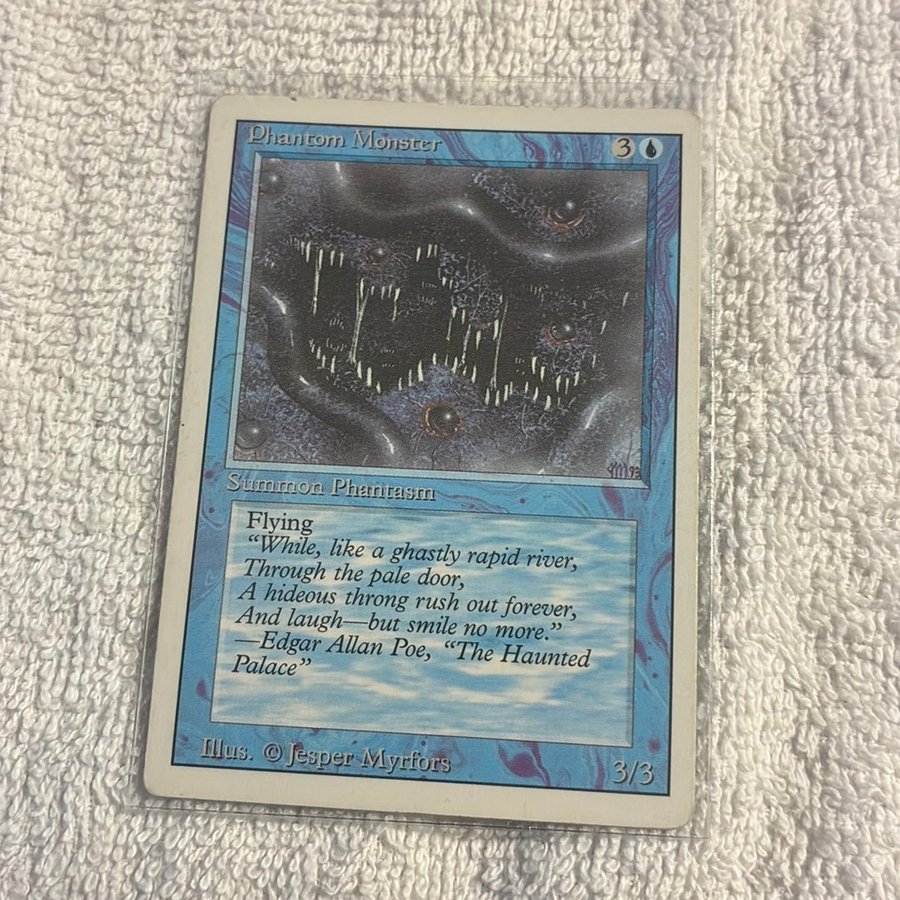 Phantom Monster 3
Summon Phantasm
Flying
“While, like a ghastly rapid river,
Through the pale door,
A hideous throng rush out forever,
And laugh—but smile no more.”
—Edgar Allan Poe, “The Haunted
Palace”
Illus. © Jesper Myrfors
3/3